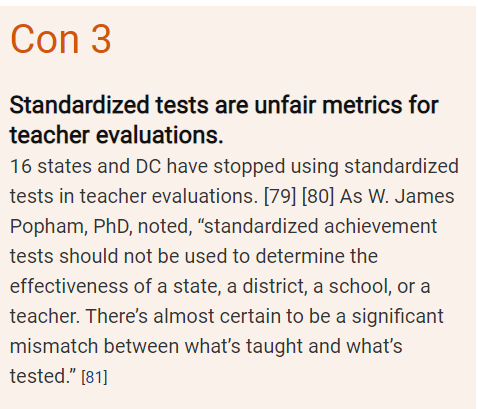 Con 3
Standardized tests are unfair metrics for
teacher evaluations.
16 states and DC have stopped using standardized
tests in teacher evaluations. [79] [80] As W. James
Popham, PhD, noted, “standardized achievement
tests should not be used to determine the
effectiveness of a state, a district, a school, or a
teacher. There’s almost certain to be a significant
mismatch between what’s taught and what’s
tested.” [81]